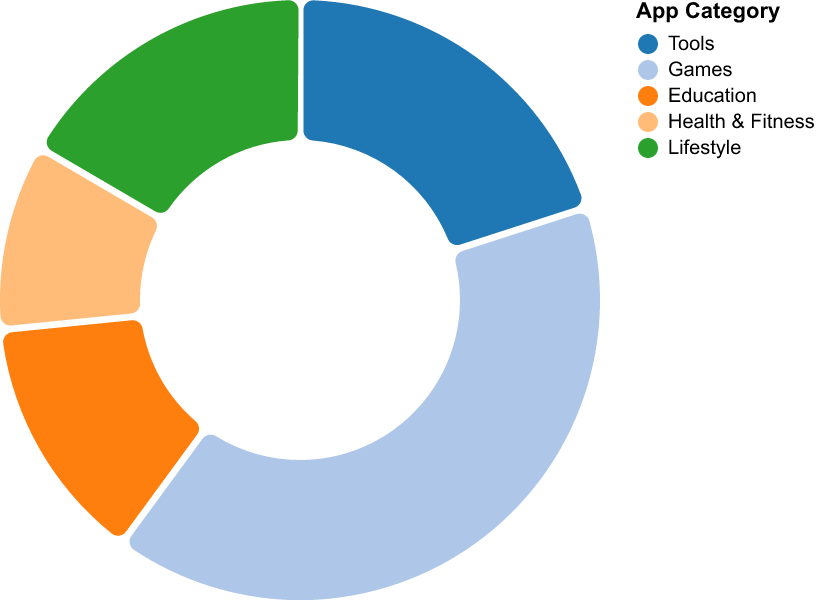 App Category
Tools
Games
Education
Health & Fitness
Lifestyle